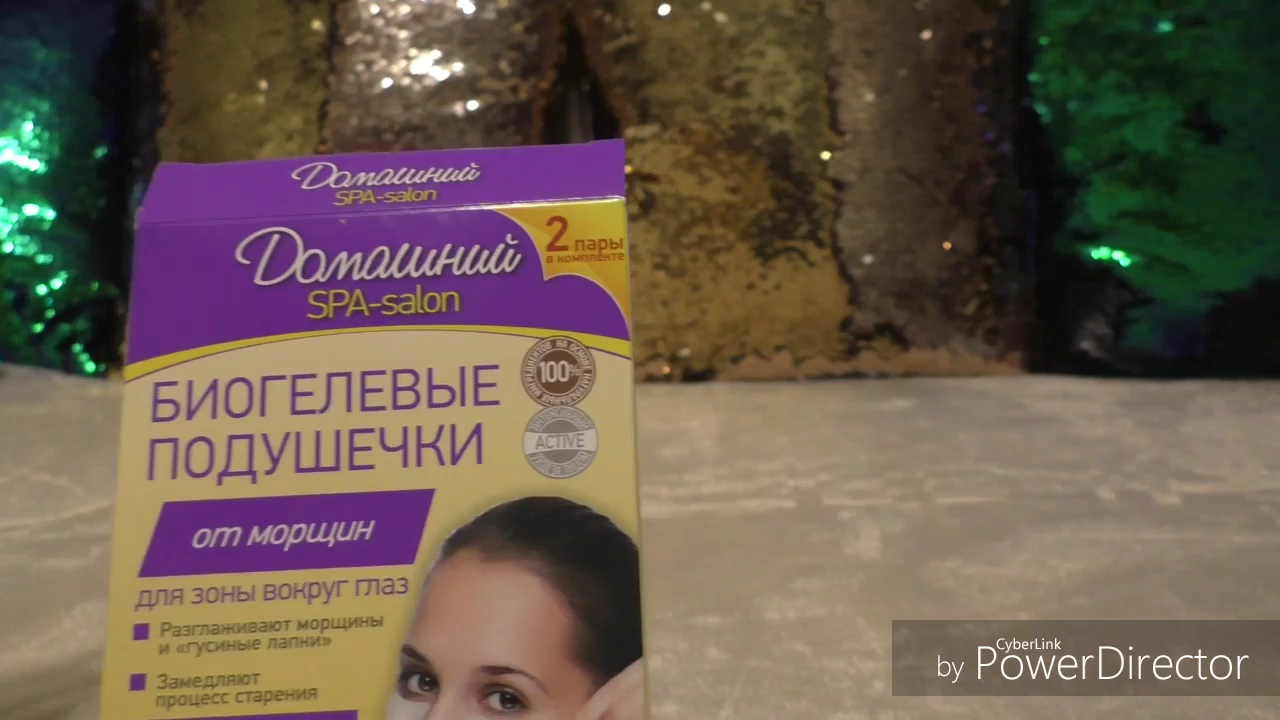 Домашний
SPA-salon
Домашний
SPA-salon
2 пары
в комплекте
БИОГЕЛЕВЫЕ
ПОДУШЕЧКИ
100%
ACTIVE
от морщин
для зоны вокруг глаз
Разглаживают морщины
и «гусиные лапки»
Замедляют
процесс старения
CyberLink
by PowerDirector